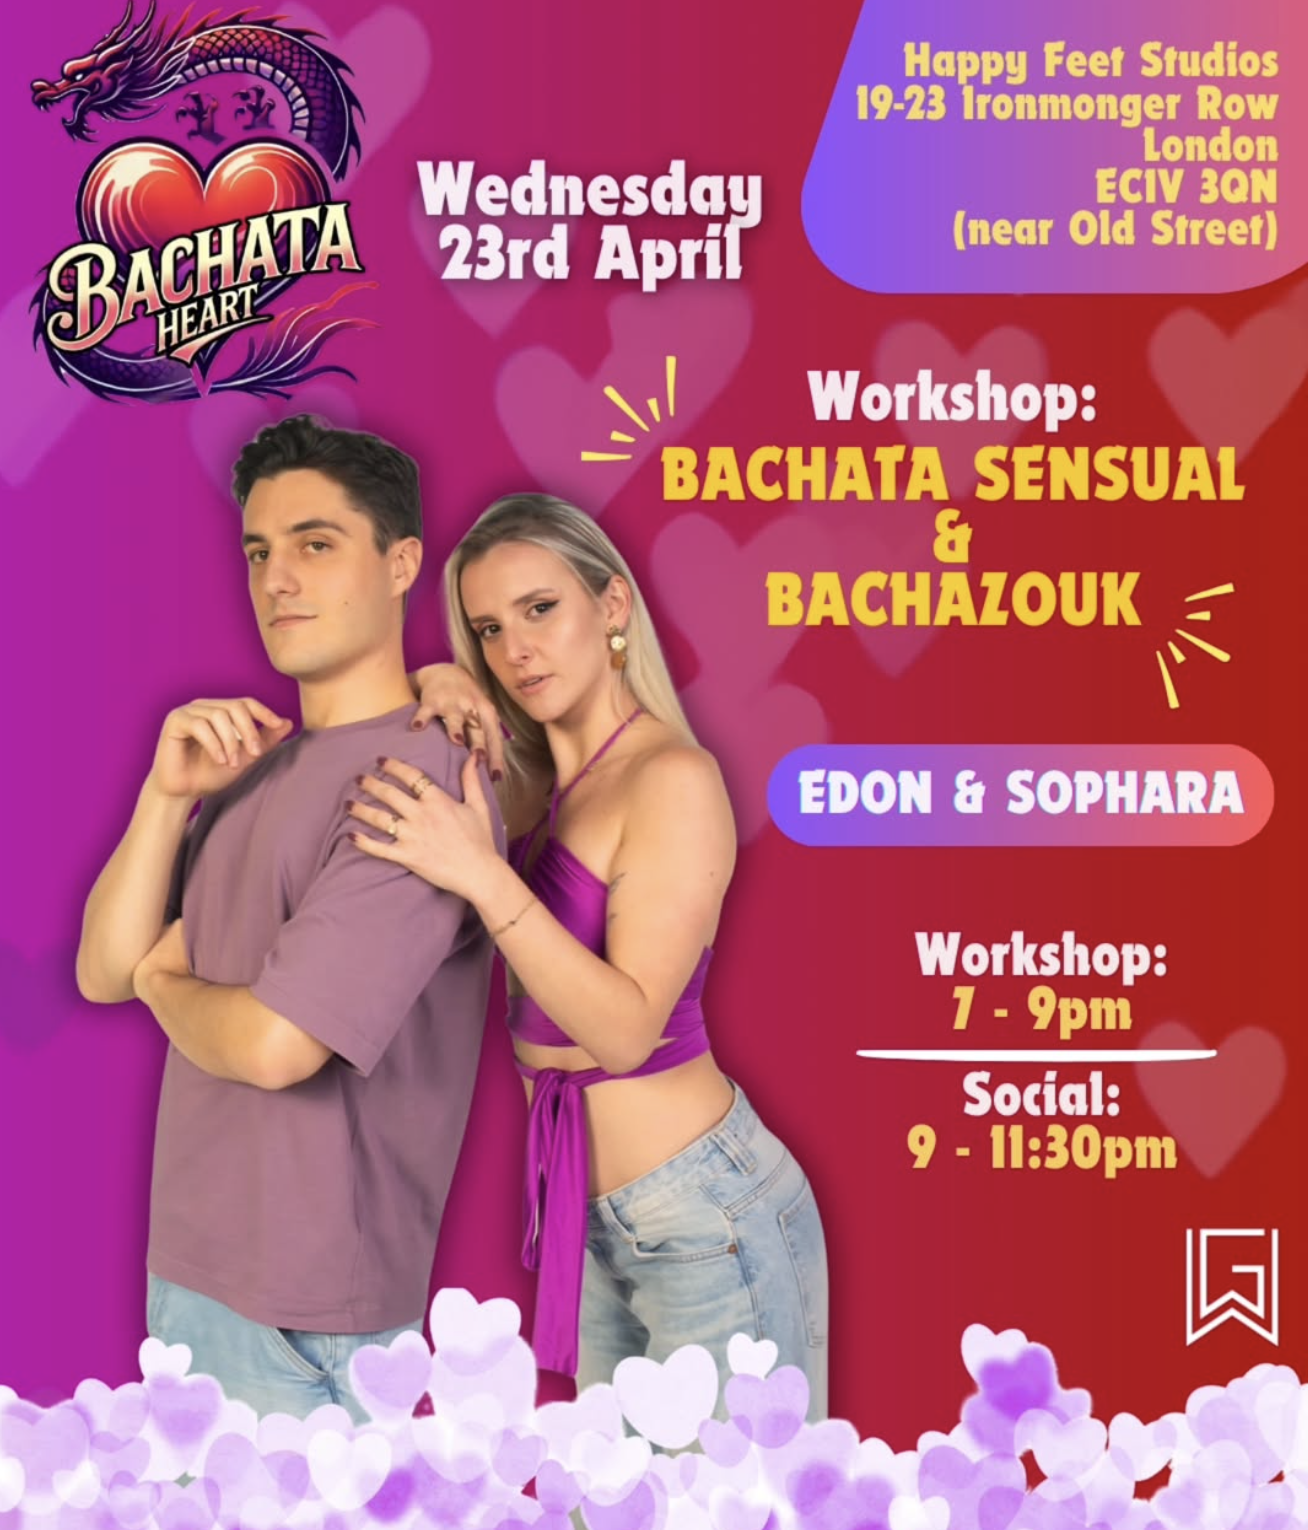 BACHATA
HEART
Wednesday
23rd April
Happy Feet Studios
19-23 Ironmonger Row
London
EC1V 3QN
(near Old Street)
Workshop:
BACHATA SENSUAL
&
BACHAZOUK
EDON & SOPHARA
Workshop:
7 - 9pm
Social:
9 - 11:30pm